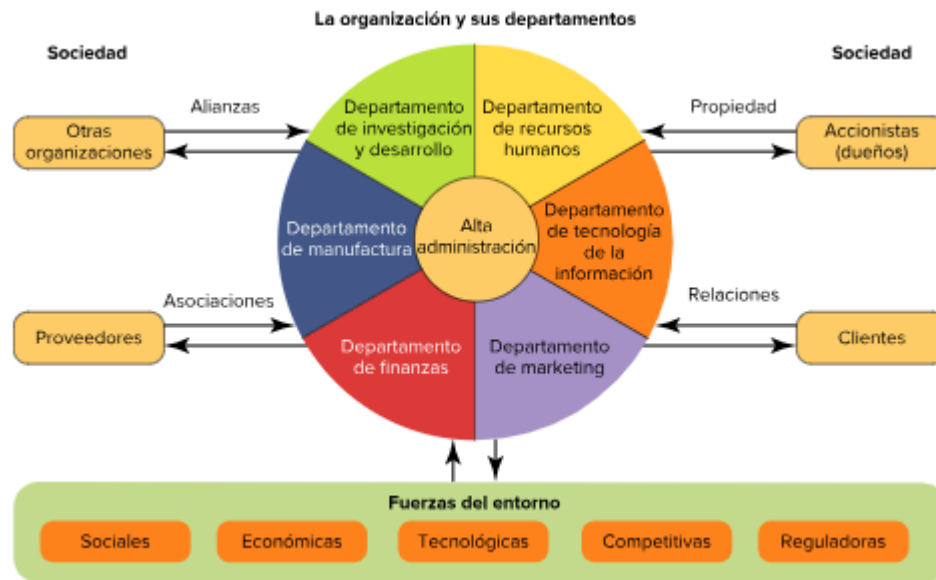 La organización y sus departamentos
Sociedad
Sociedad
Alianzas
Propiedad
Otras
organizaciones
Departamento
de investigación
y desarrollo
Departamento
de recursos
humanos
Accionistas
(dueños)
Departamento
de manufactura
Alta
administración
Departamento
de tecnología
de la
información
Asociaciones
Relaciones
Proveedores
Departamento
de finanzas
Departamento
de marketing
Clientes
Fuerzas del entorno
Sociales
Económicas
Tecnológicas
Competitivas
Reguladoras